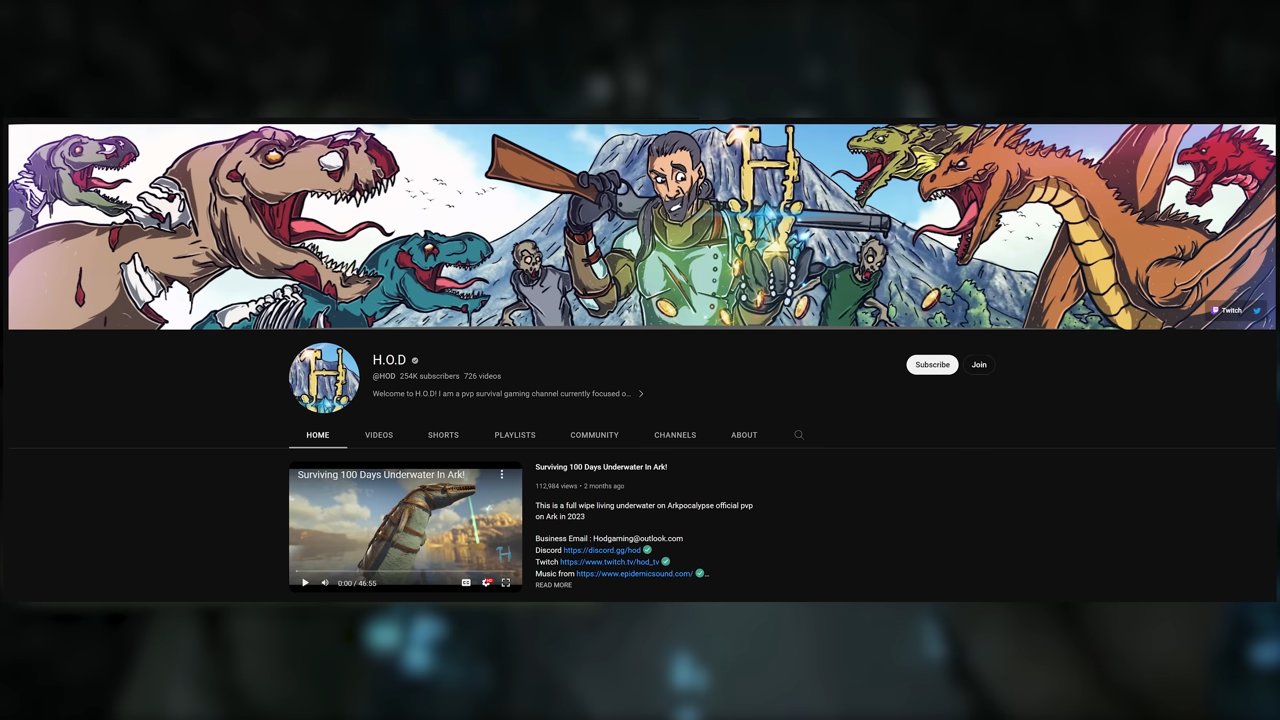 Twitch
H.O.D
@HOD 254K subscribers 726 videos
Welcome to H.O.D! I am a pvp survival gaming channel currently focused o...
Subscribe
Join
HOME VIDEOS SHORTS PLAYLISTS COMMUNITY CHANNELS ABOUT
Surviving 100 Days Underwater In Ark!
0:00 / 46:55
Surviving 100 Days Underwater In Ark!
112,984 views • 2 months ago
This is a full wipe living underwater on Arkpocalypse official pvp
on Ark in 2023
Business Email : Hodgaming@outlook.com
Discord https://discord.gg/hod
Twitch https://www.twitch.tv/hod_tv
Music from https://www.epidemicsound.com/ ...
READ MORE